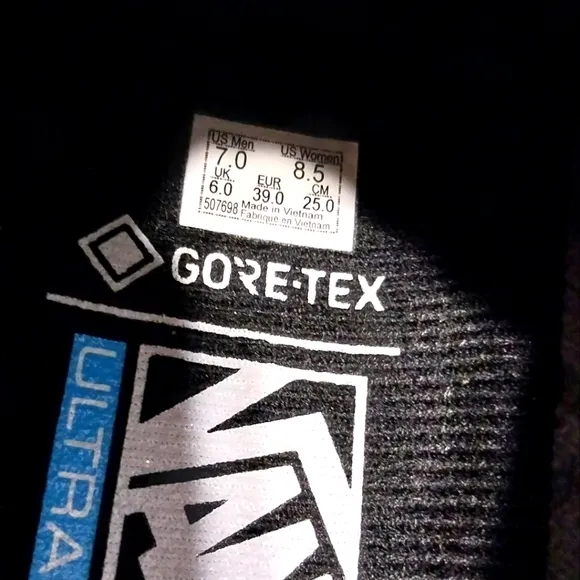 US Men US Women
7.0 8.5
UK EUR CM
6.0 39.0 25.0
507698 Made in Vietnam
Fabriqué en Vietnam
GORE-TEX
ULTRA